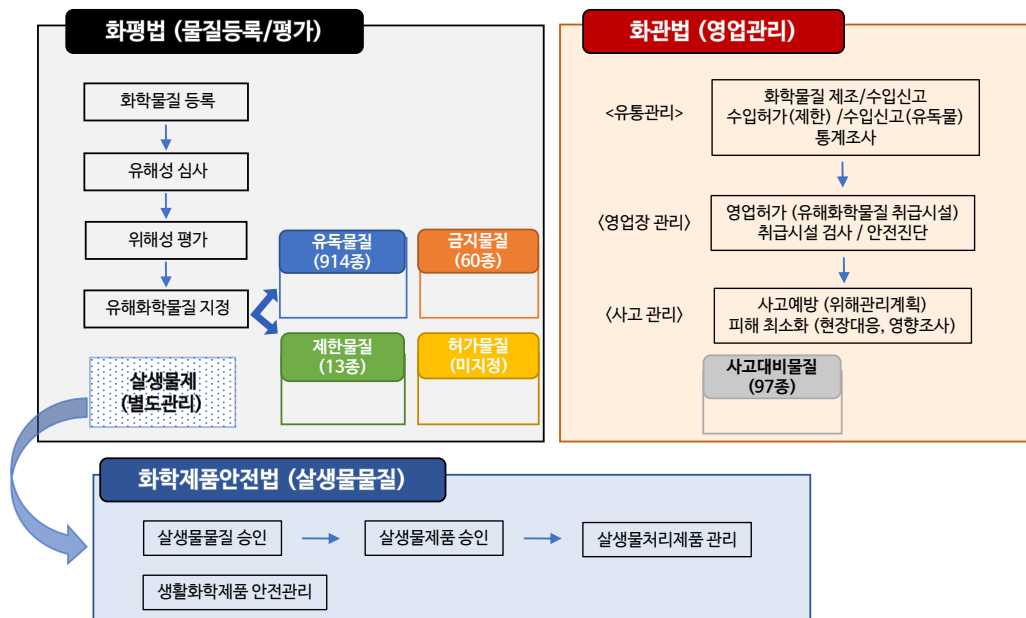 화평법 (물질등록/평가)
화학물질 등록
유해성 심사
위해성 평가
유해화학물질 지정
유독물질
(914종)
금지물질
(60종)
제한물질
(13종)
허가물질
(미지정)
살생물제
(별도관리)
화관법 (영업관리)
<유통관리>
화학물질 제조/수입신고
수입허가(제한) /수입신고(유독물)
통계조사
〈영업장 관리〉
영업허가 (유해화학물질 취급시설)
취급시설 검사 / 안전진단
〈사고 관리〉
사고예방 (위해관리계획)
피해 최소화 (현장대응, 영향조사)
사고대비물질
(97종)
화학제품안전법 (살생물물질)
살생물물질 승인
살생물제품 승인
살생물처리제품 관리
생활화학제품 안전관리